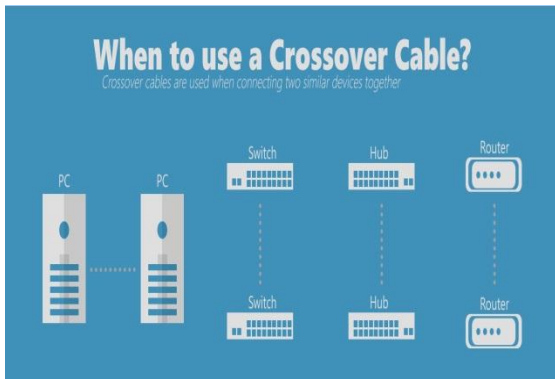 When to use a Crossover Cable?
Crossover cables are used when connecting two similar devices together
PC
PC
Switch
Hub
Router
Switch
Hub
Router